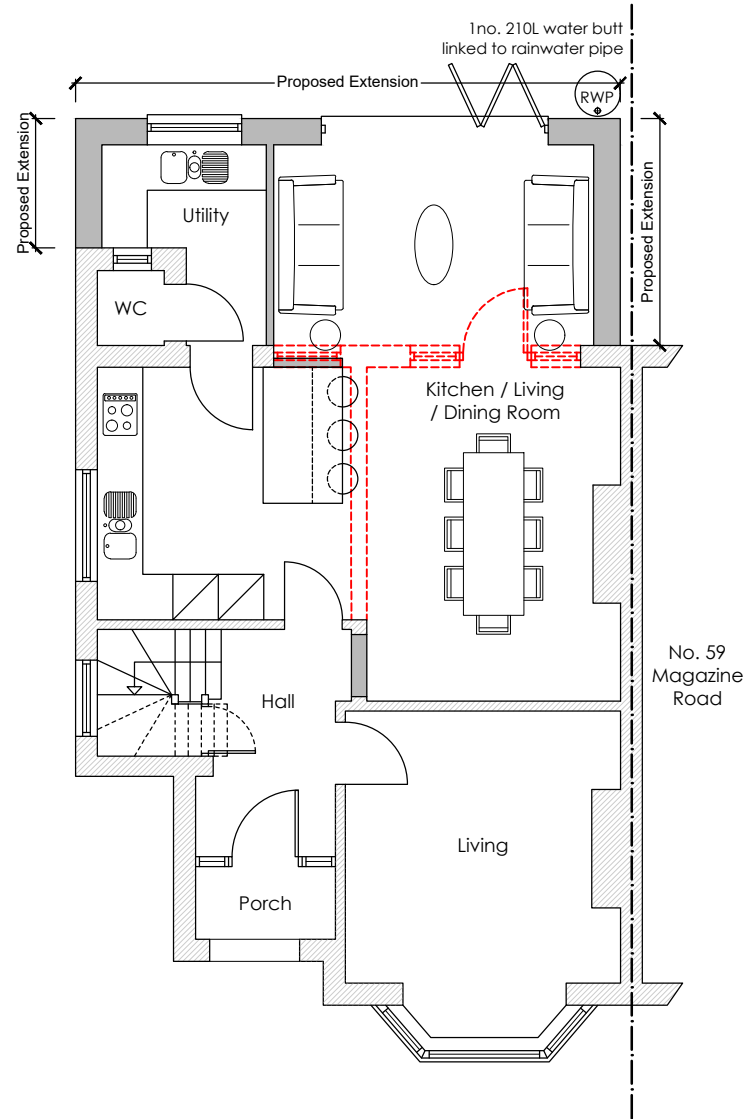 1no. 210L water butt
linked to rainwater pipe
Proposed Extension
RWP
Proposed Extension
Proposed Extension
Utility
WC
Kitchen / Living
/ Dining Room
Hall
No. 59
Magazine
Road
Living
Porch